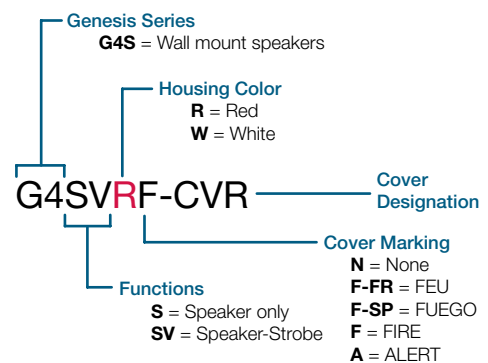 Genesis Series
G4S = Wall mount speakers
Housing Color
R = Red
W = White
G4SVRF-CVR
Cover
Designation
Functions
S = Speaker only
SV = Speaker-Strobe
Cover Marking
N = None
F-FR = FEU
F-SP = FUEGO
F = FIRE
A = ALERT